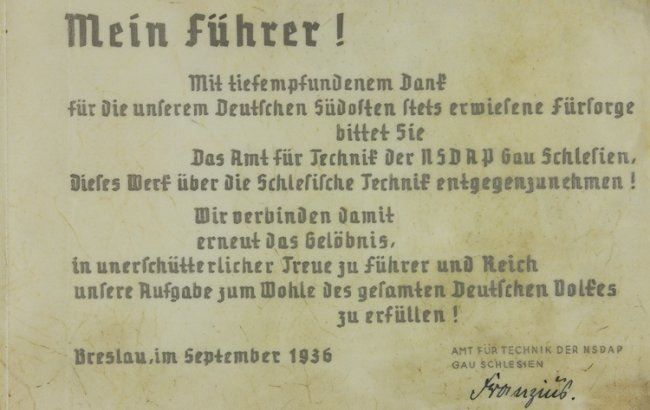 Mein Führer!
Mit tiefempfundenem Dank
für die unserem Deutschen Südosten stets erwiesene Fürsorge
bittet Sie
Das Amt für Technik der NSDAP Gau Schlesien,
dieses Werk über die Schlesische Technik entgegenzunehmen!
Wir verbinden damit
erneut das Gelöbnis,
in unerschütterlicher Treue zu Führer und Reich
unsere Aufgabe zum Wohle des gesamten Deutschen Volkes
zu erfüllen!
Breslau, im September 1936
AMT FÜR TECHNIK DER NSDAP
GAU SCHLESIEN
Franzius.